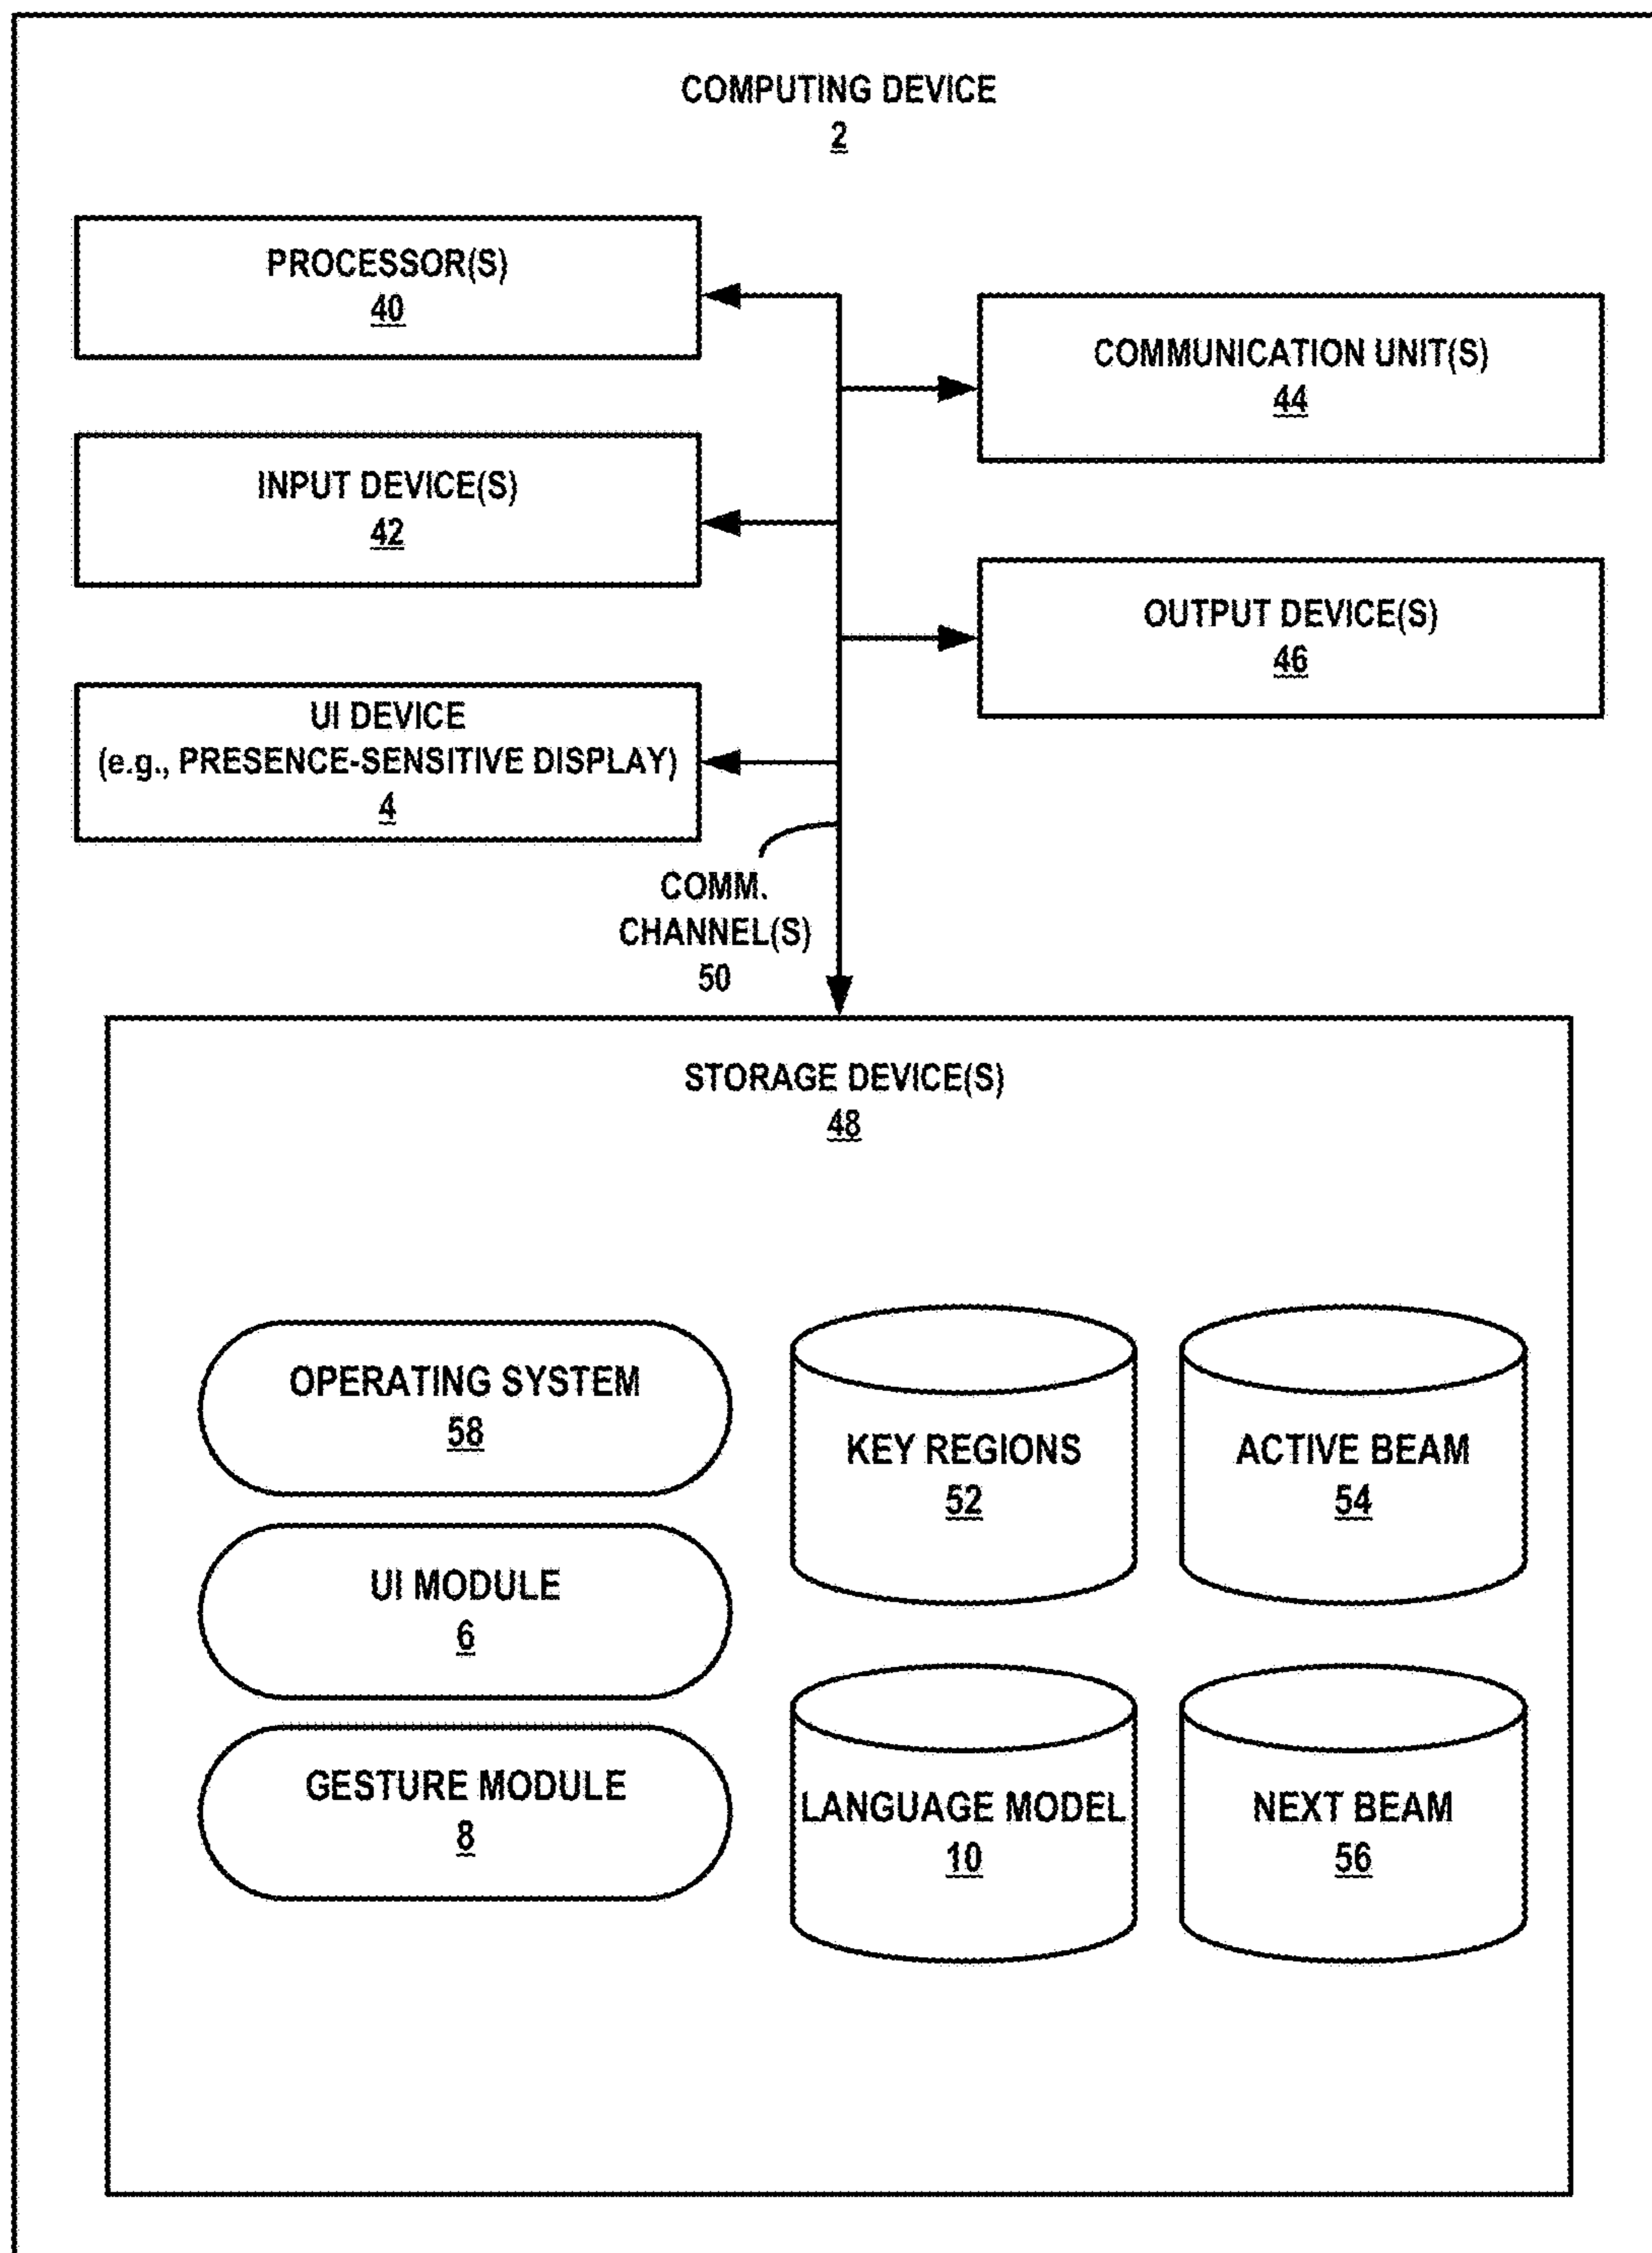 COMPUTING DEVICE
2
PROCESSOR(S)
40
COMMUNICATION UNIT(S)
44
INPUT DEVICE(S)
42
OUTPUT DEVICE(S)
46
UI DEVICE
(e.g., PRESENCE-SENSITIVE DISPLAY)
4
COMM.
CHANNEL(S)
50
STORAGE DEVICE(S)
48
OPERATING SYSTEM
58
KEY REGIONS
52
ACTIVE BEAM
54
UI MODULE
6
GESTURE MODULE
8
LANGUAGE MODEL
10
NEXT BEAM
56